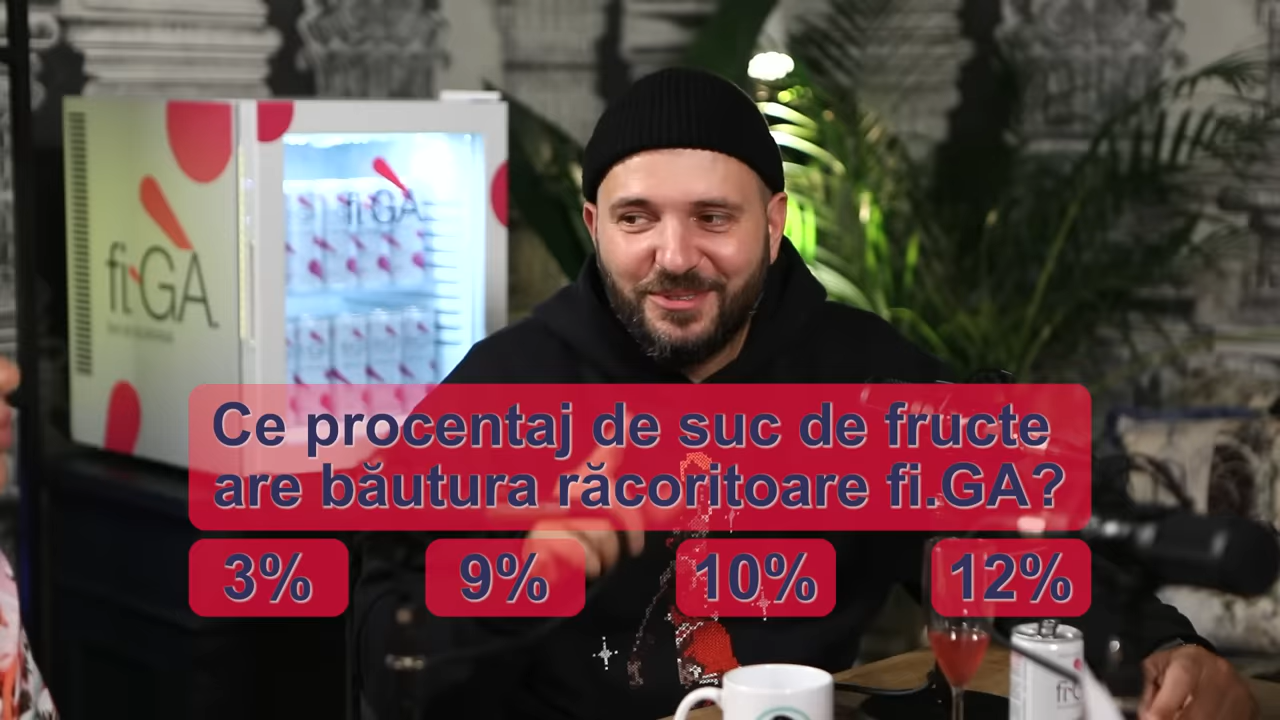 fi.GA.
fi GA
Ce procentaj de suc de fructe
are băutura răcoritoare fi.GA?
3% 9% 10% 12%